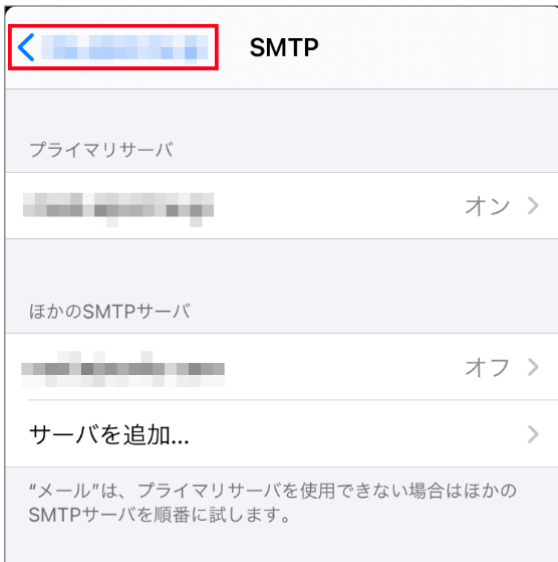 SMTP
プライマリサーバ
オン
ほかのSMTPサーバ
オフ
サーバを追加...
“メール”は、プライマリサーバを使用できない場合はほかの
SMTPサーバを順番に試します。